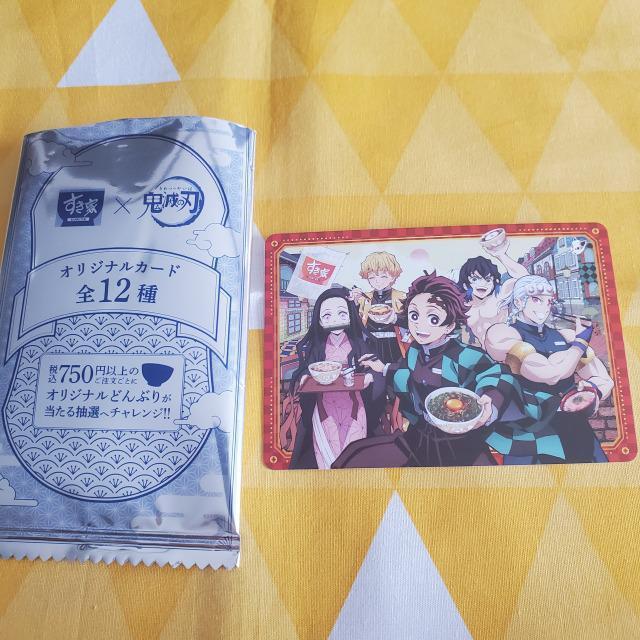 すき家
×
鬼滅の刃
オリジナルカード
全12種
税込750円以上の
ご注文ごとに
オリジナルどんぶりが
当たる抽選へチャレンジ!!
すき家